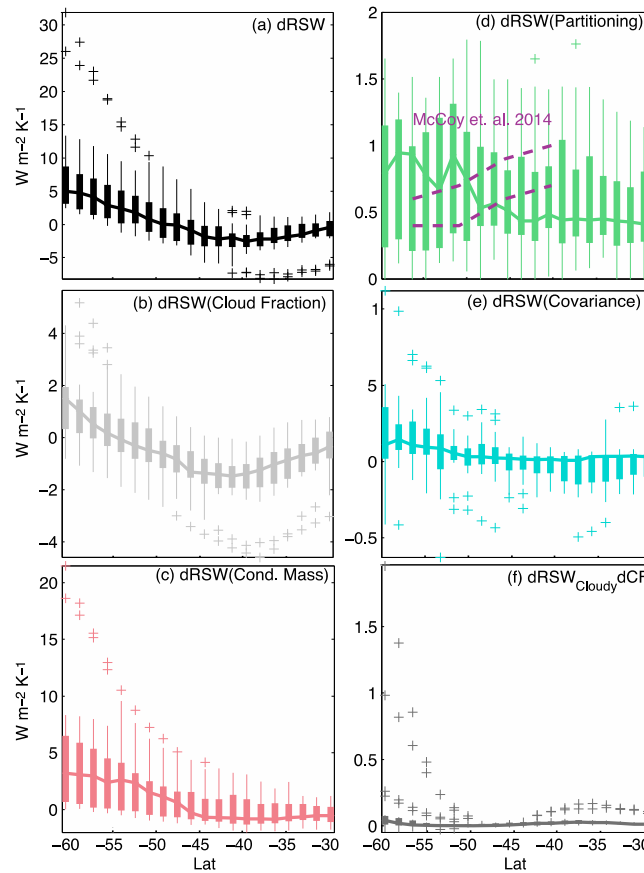 (a) dRSW
30
25
20
15
10
5
0
−5
W m−2 K−1
(d) dRSW(Partitioning)
McCoy et. al. 2014
2
1.5
1
0.5
0
(b) dRSW(Cloud Fraction)
4
2
0
−2
−4
W m−2 K−1
(e) dRSW(Covariance)
1
5
0
−0.5
(c) dRSW(Cond. Mass)
20
15
10
5
0
W m−2 K−1
−60 −55 −50 −45 −40 −35 −30
Lat
(f) dRSWCloudydCF
2
1.5
1
0.5
0
−60 −55 −50 −45 −40 −35 −30
Lat